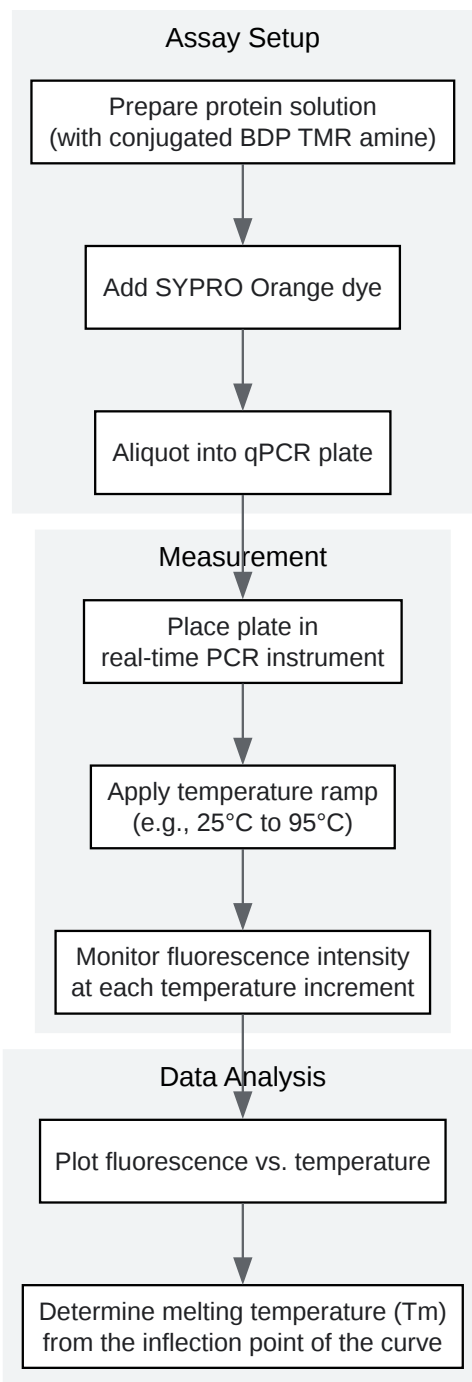 Assay Setup
Prepare protein solution
(with conjugated BDP TMR amine)
Add SYPRO Orange dye
Aliquot into qPCR plate
Measurement
Place plate in
real-time PCR instrument
Apply temperature ramp
(e.g., 25°C to 95°C)
Monitor fluorescence intensity
at each temperature increment
Data Analysis
Plot fluorescence vs. temperature
Determine melting temperature (Tm)
from the inflection point of the curve